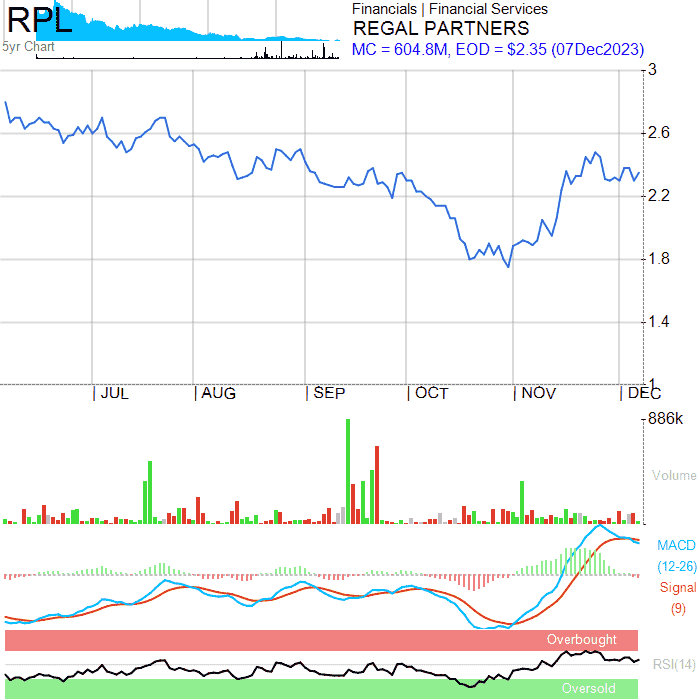 RPL
5yr Chart
Financials | Financial Services
REGAL PARTNERS
MC = 604.8M, EOD = $2.35 (07Dec2023)
3
2.6
2.2
1.8
1.4
1
JUL
AUG
SEP
OCT
NOV
DEC
886k
Volume
MACD
(12-26)
Signal
(9)
Overbought
RSI(14)
Oversold